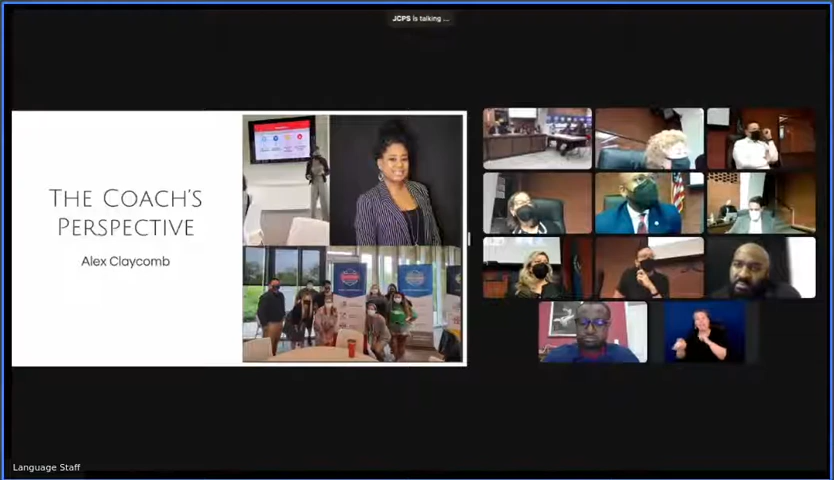 JCPS is talking ...
THE COACH'S
PERSPECTIVE
Alex Claycomb
Language Staff